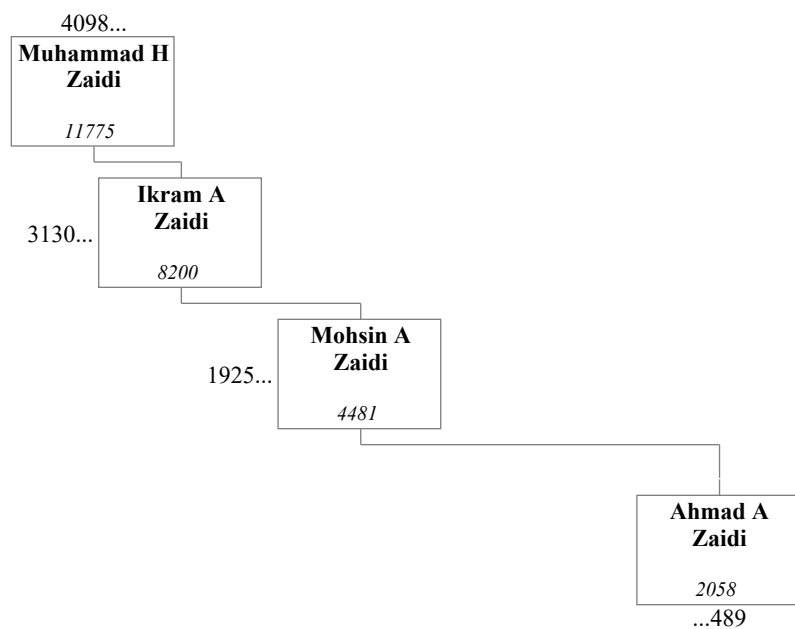 4098...
Muhammad H
Zaidi
11775
Ikram A
Zaidi
3130...
8200
Mohsin A
Zaidi
1925...
4481
Ahmad A
Zaidi
2058
...489